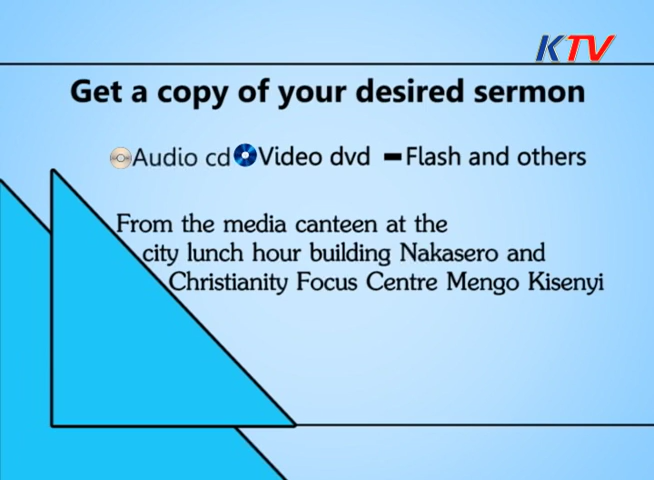 KTV
Get a copy of your desired sermon
Audio cd Video dvd Flash and others
From the media canteen at the
city lunch hour building Nakasero and
Christianity Focus Centre Mengo Kisenyi